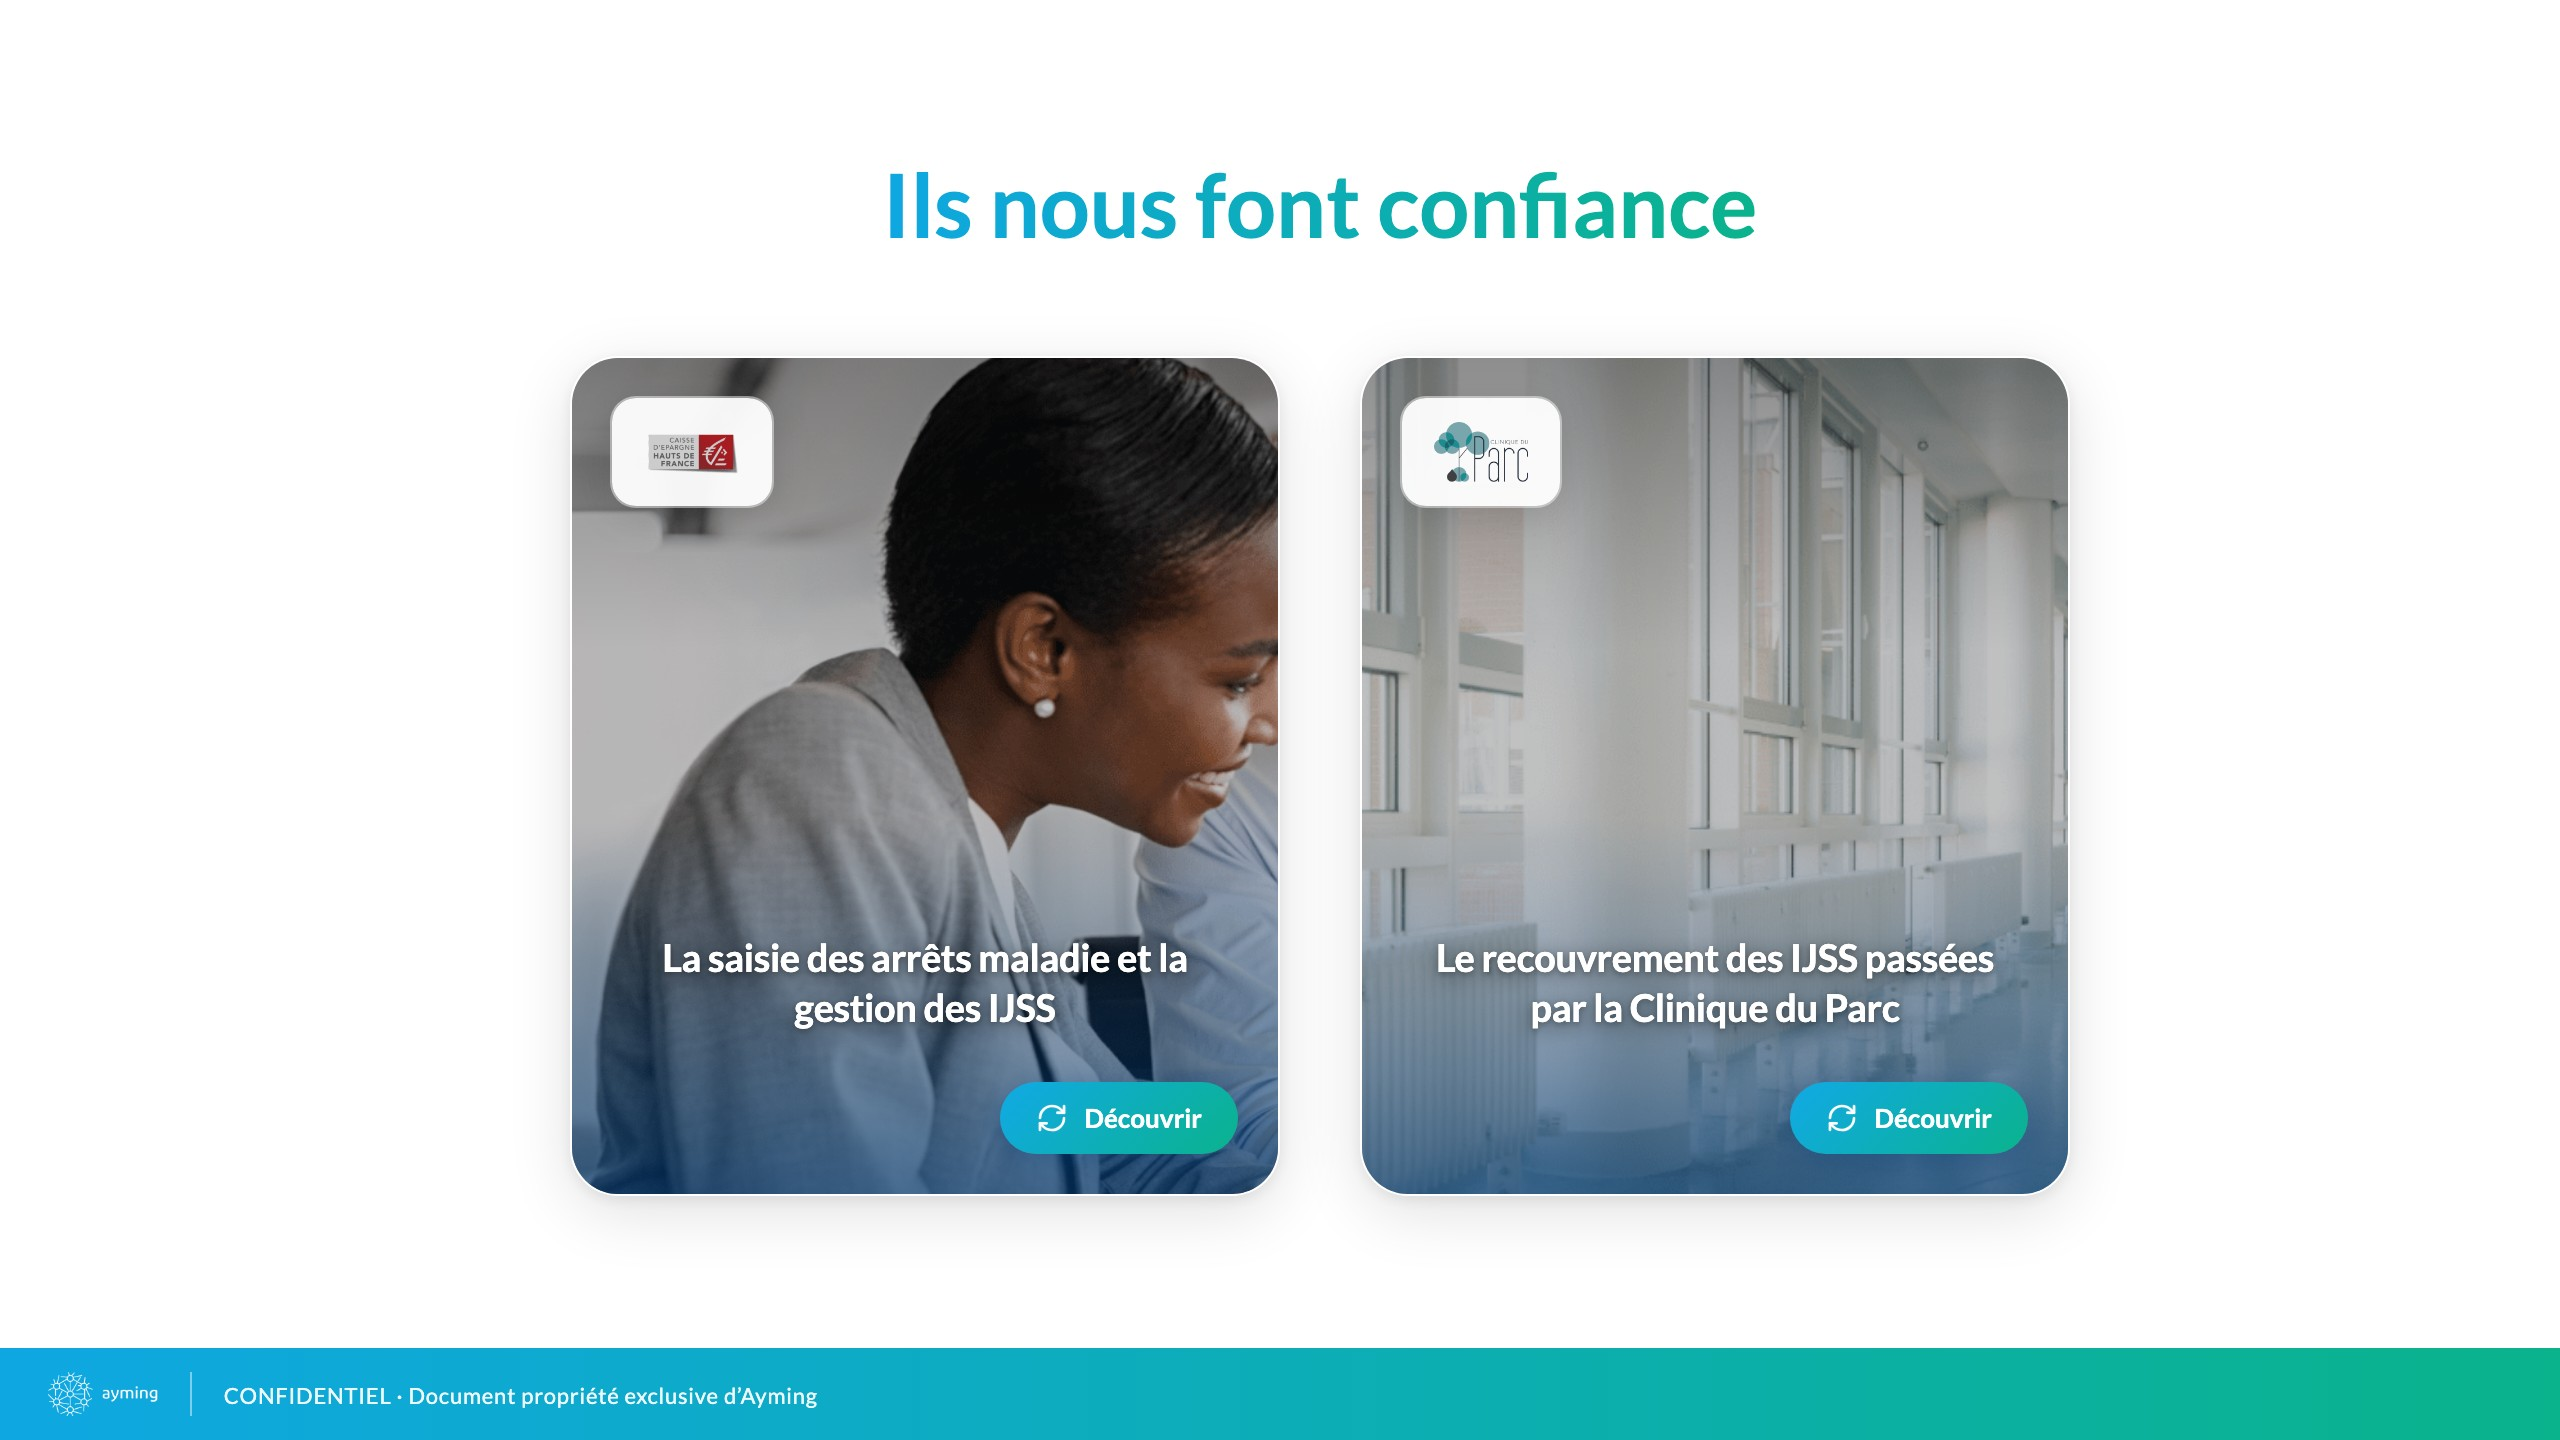 Ils nous font confiance
CAISSE
D'EPARGNE
HAUTS DE
FRANCE
CLINIQUE DU
Parc
La saisie des arrêts maladie et la
gestion des IJSS
Découvrir
Le recouvrement des IJSS passées
par la Clinique du Parc
Découvrir
ayming
CONFIDENTIEL · Document propriété exclusive d’Ayming